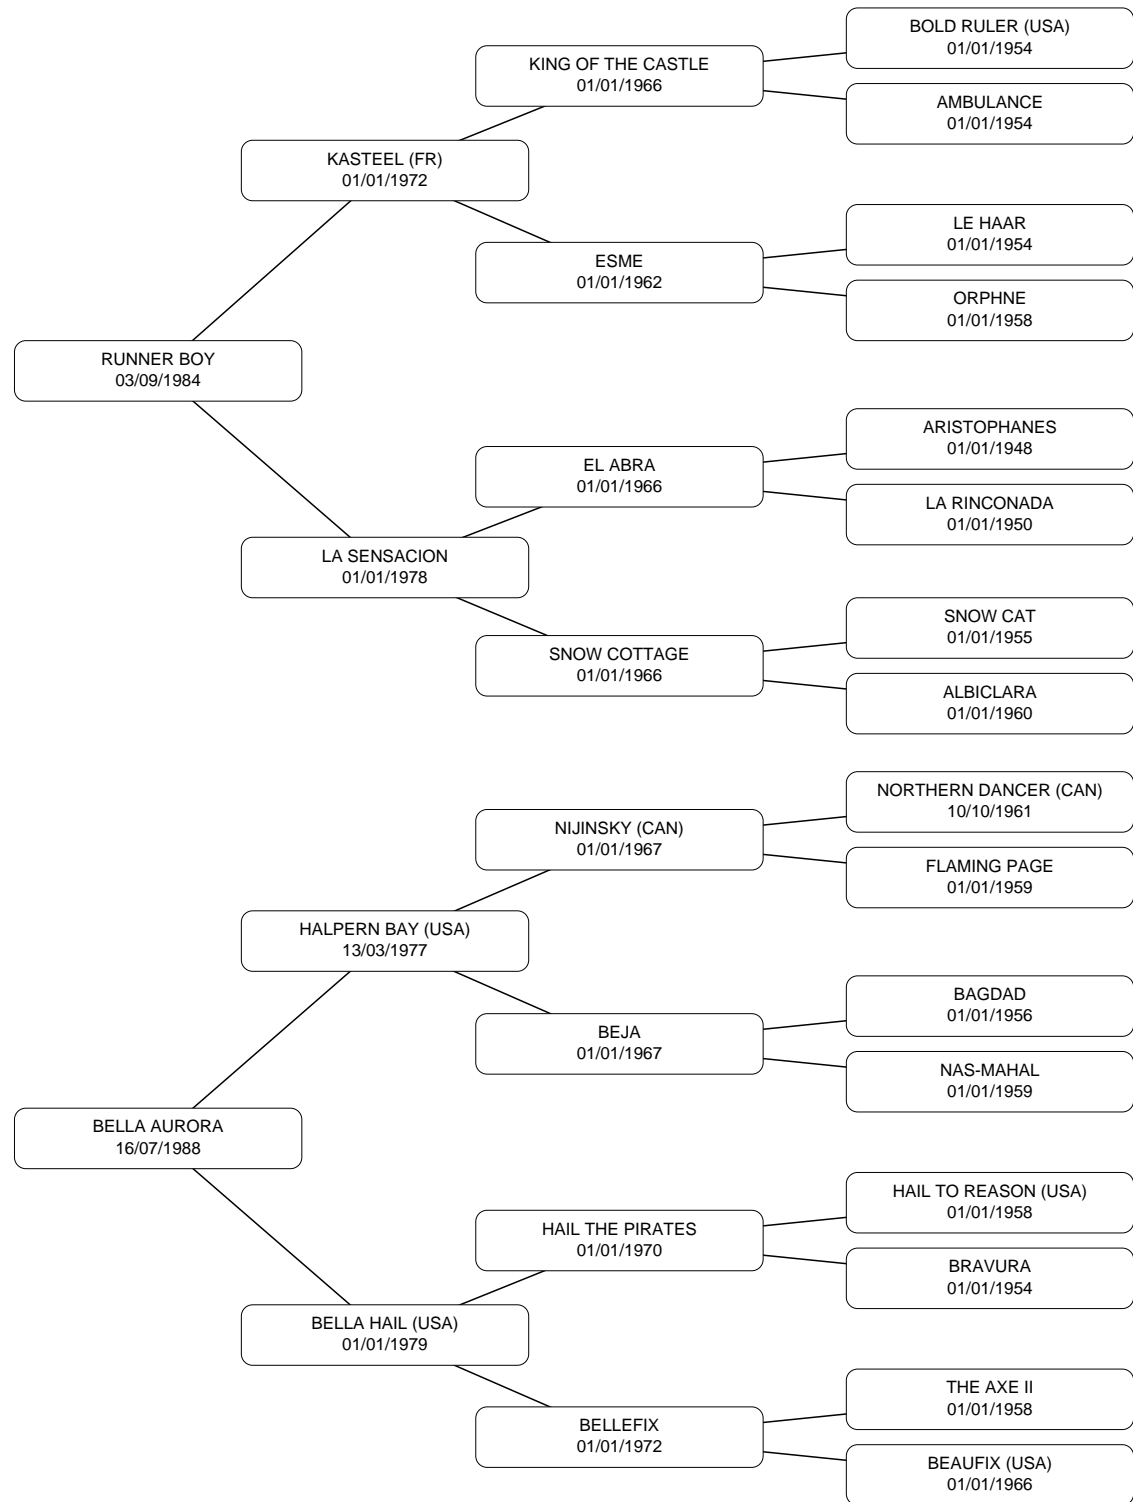 BOLD RULER (USA)
01/01/1954
KING OF THE CASTLE
01/01/1966
AMBULANCE
01/01/1954
KASTEEL (FR)
01/01/1972
LE HAAR
01/01/1954
ESME
01/01/1962
ORPHNE
01/01/1958
RUNNER BOY
03/09/1984
ARISTOPHANES
01/01/1948
EL ABRA
01/01/1966
LA RINCONADA
01/01/1950
LA SENSACION
01/01/1978
SNOW CAT
01/01/1955
SNOW COTTAGE
01/01/1966
ALBICLARA
01/01/1960
NORTHERN DANCER (CAN)
10/10/1961
NIJINSKY (CAN)
01/01/1967
FLAMING PAGE
01/01/1959
HALPERN BAY (USA)
13/03/1977
BAGDAD
01/01/1956
BEJA
01/01/1967
NAS-MAHAL
01/01/1959
BELLA AURORA
16/07/1988
HAIL TO REASON (USA)
01/01/1958
HAIL THE PIRATES
01/01/1970
BRAVURA
01/01/1954
BELLA HAIL (USA)
01/01/1979
THE AXE II
01/01/1958
BELLEFIX
01/01/1972
BEAUFIX (USA)
01/01/1966